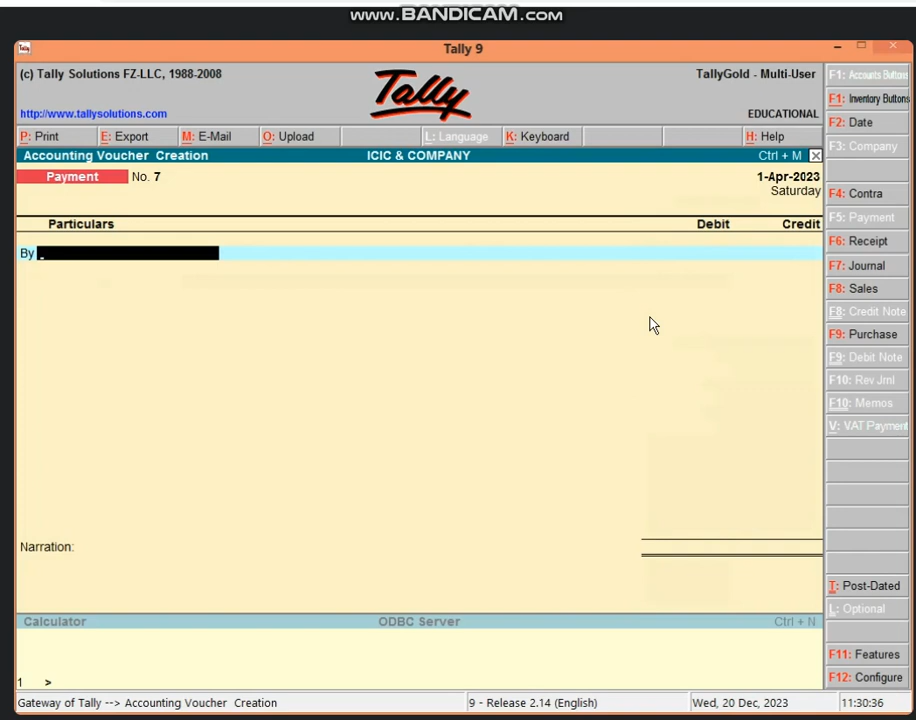 www.BANDICAM.com
Tally 9
(c) Tally Solutions FZ-LLC, 1988-2008
Tally
TallyGold - Multi-User
http://www.tallysolutions.com
EDUCATIONAL
P: Print
E: Export
M: E-Mail
O: Upload
L: Language
K: Keyboard
H: Help
Accounting Voucher Creation
ICIC & COMPANY
Ctrl + M
Payment
No. 7
1-Apr-2023
Saturday
Particulars
Debit
Credit
By
Narration:
Calculator
ODBC Server
Ctrl + N
1 >
F1: Accounts Buttons
F1: Inventory Buttons
F2: Date
F3: Company
F4: Contra
F5: Payment
F6: Receipt
F7: Journal
F8: Sales
F8: Credit Note
F9: Purchase
F9: Debit Note
F10: Rev Jrnl
F10: Memos
V: VAT Payment
T: Post-Dated
L: Optional
F11: Features
F12: Configure
Gateway of Tally --> Accounting Voucher Creation
9 - Release 2.14 (English)
Wed, 20 Dec, 2023
11:30:36